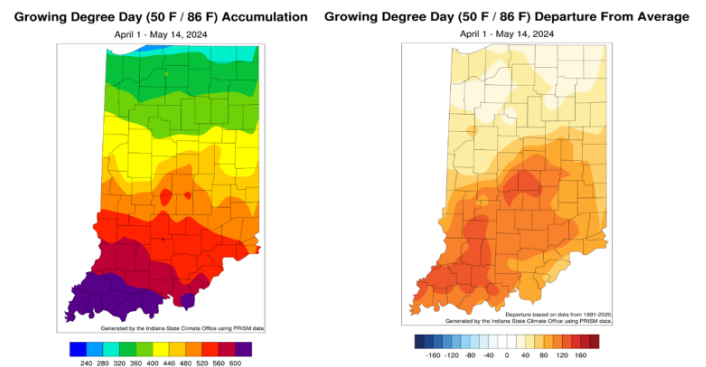 Growing Degree Day (50 F / 86 F) Accumulation
April 1 - May 14, 2024
Generated by the Indiana State Climate Office using PRISM data.
240 280 320 360 400 440 480 520 560 600
Growing Degree Day (50 F / 86 F) Departure From Average
April 1 - May 14, 2024
Departure based on data from 1991-2020.
Generated by the Indiana State Climate Office using PRISM data.
-160 -120 -80 -40 0 40 80 120 160